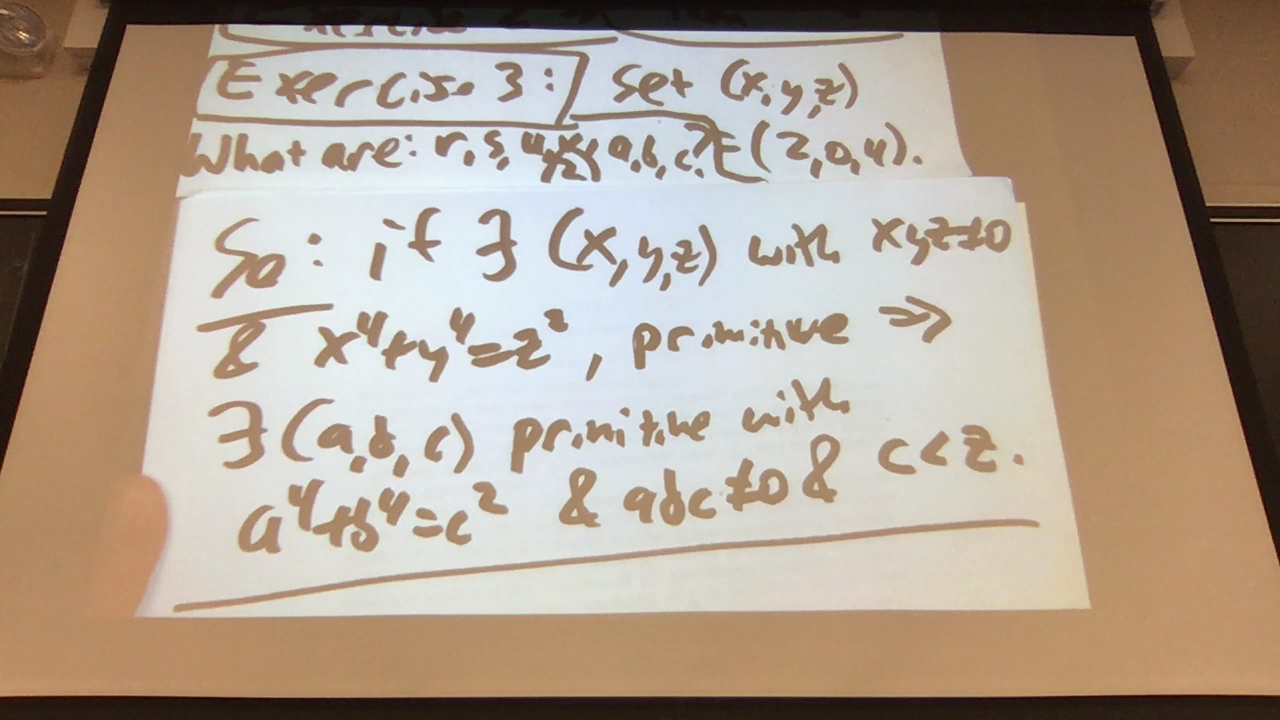 Exercise 3: Set (x,y,z)
What are: r, s, a,b,c? = (2,0,4).
So: if ∃ (x,y,z) with xyz≠0
& x⁴+y⁴=z², primitive ⇒
∃ (a,b,c) primitive with
a⁴+b⁴=c² & abc≠0 & c<z.